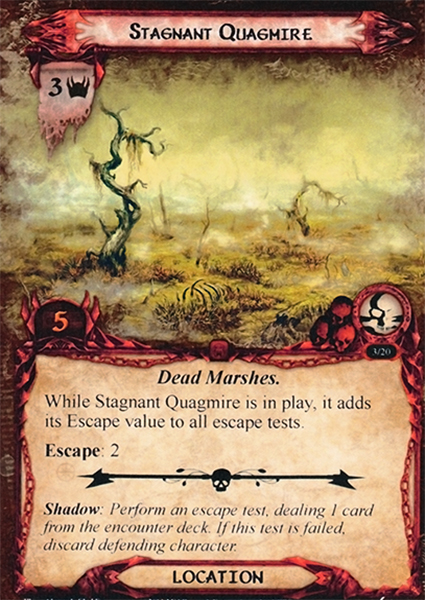 STAGNANT QUAGMIRE
3
5
3/20
Dead Marshes.
While Stagnant Quagmire is in play, it adds
its Escape value to all escape tests.
Escape: 2
Shadow: Perform an escape test, dealing 1 card
from the encounter deck. If this test is failed,
discard defending character.
LOCATION